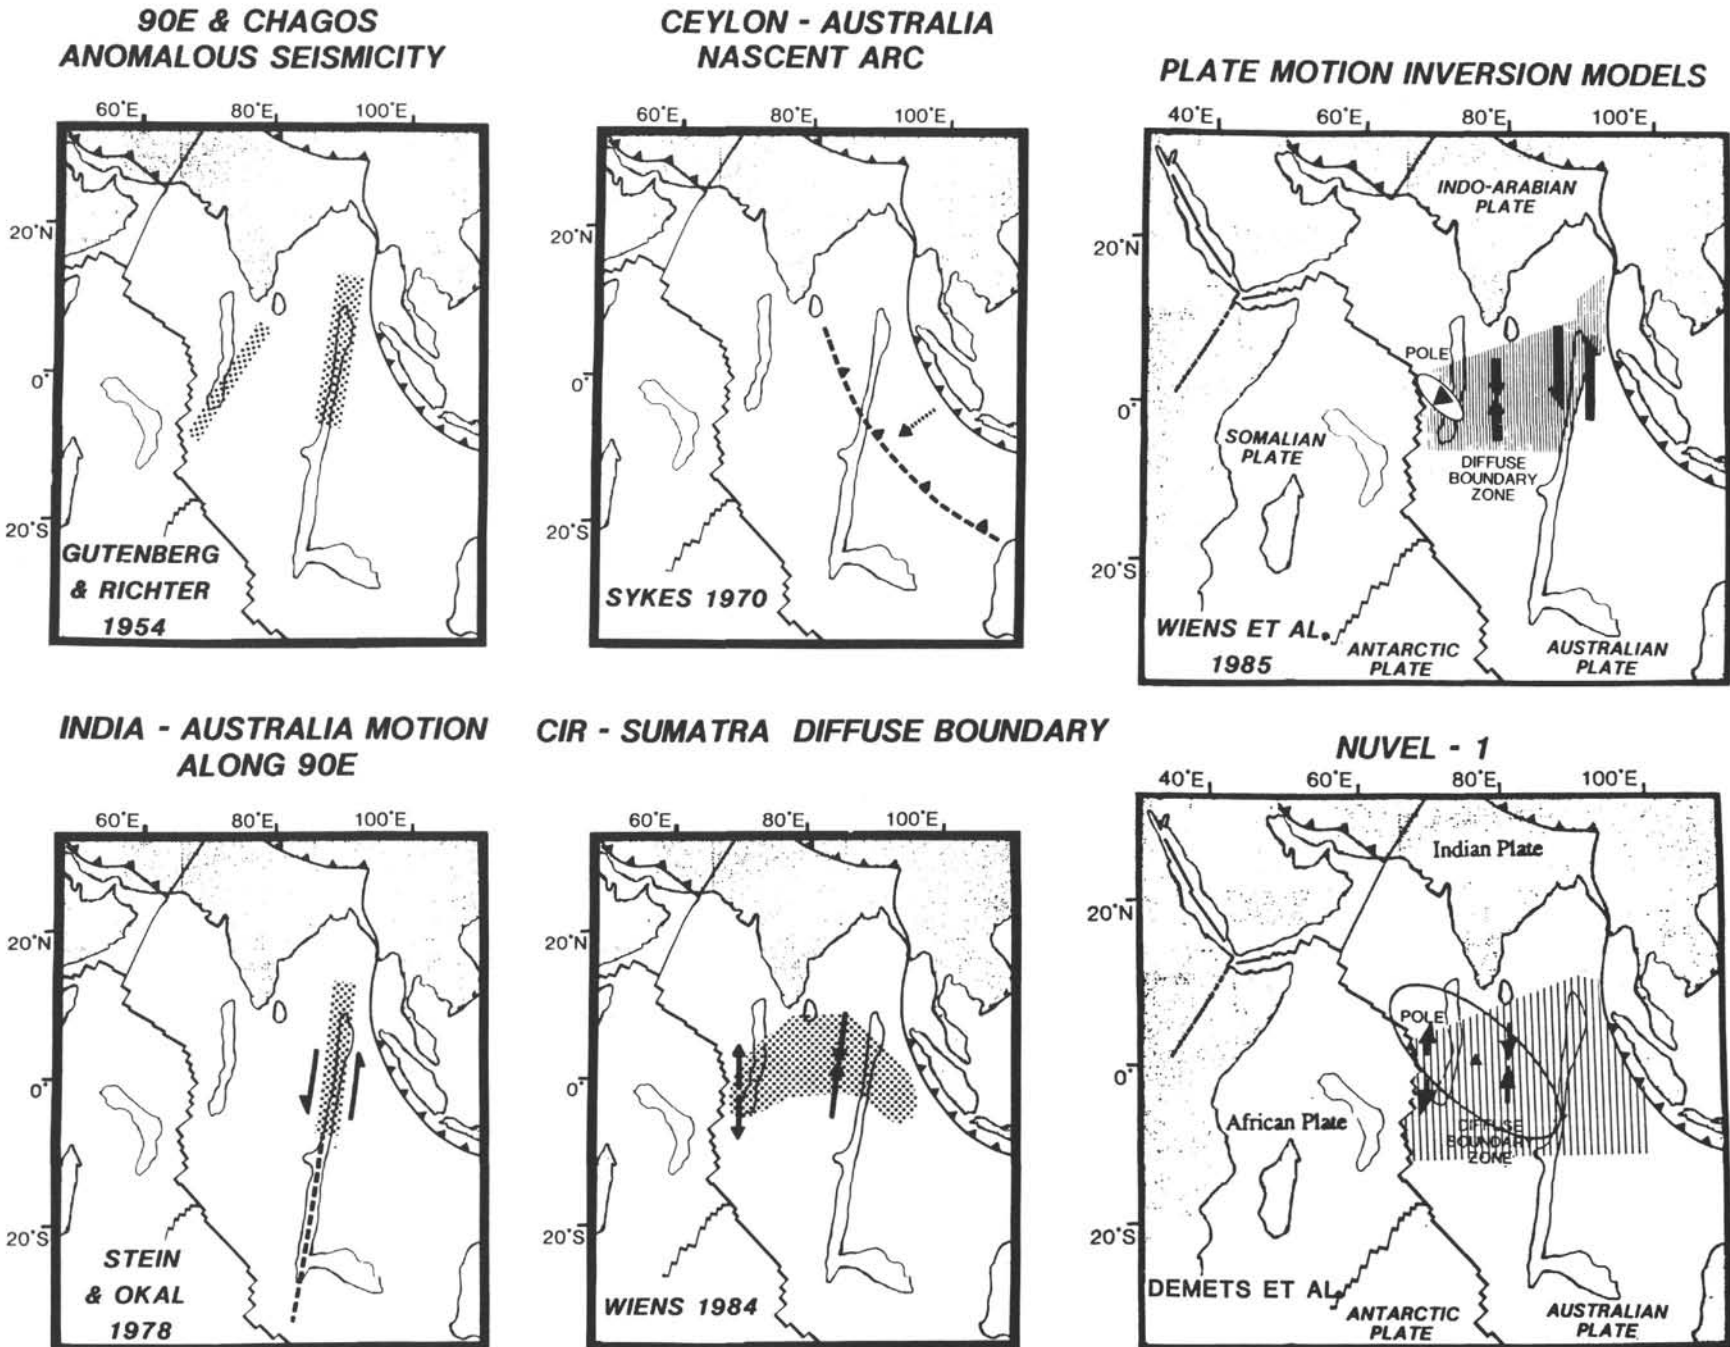 90E & CHAGOS
ANOMALOUS SEISMICITY
60°E 80°E 100°E
20°N
0°
20°S
GUTENBERG
& RICHTER
1954
CEYLON - AUSTRALIA
NASCENT ARC
60°E 80°E 100°E
20°N
0°
20°S
SYKES 1970
PLATE MOTION INVERSION MODELS
40°E 60°E 80°E 100°E
INDO-ARABIAN
PLATE
20°N
POLE
0°
SOMALIAN
PLATE
DIFFUSE
BOUNDARY
ZONE
20°S
WIENS ET AL.
1985
ANTARCTIC
PLATE
AUSTRALIAN
PLATE
INDIA - AUSTRALIA MOTION
ALONG 90E
60°E 80°E 100°E
20°N
0°
20°S
STEIN
& OKAL
1978
CIR - SUMATRA DIFFUSE BOUNDARY
60°E 80°E 100°E
20°N
0°
20°S
WIENS 1984
NUVEL - 1
40°E 60°E 80°E 100°E
Indian Plate
20°N
POLE
0°
African Plate
DIFFUSE
BOUNDARY
ZONE
20°S
DEMETS ET AL.
ANTARCTIC
PLATE
AUSTRALIAN
PLATE